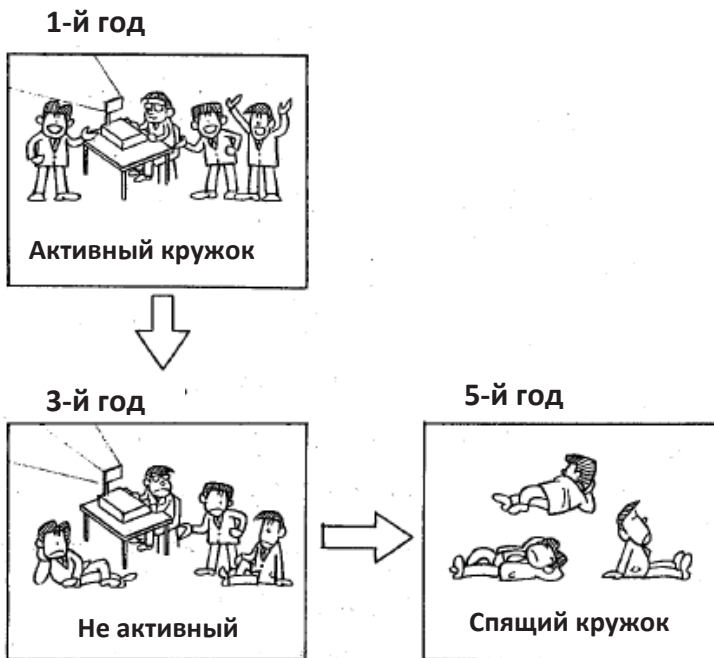 1-й год
Активный кружок
3-й год
Не активный
5-й год
Спящий кружок